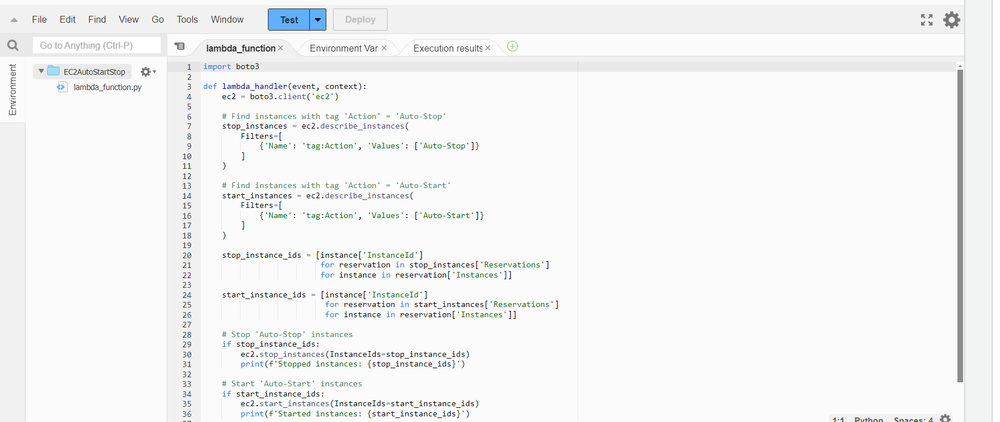 File Edit Find View Go Tools Window Test Deploy
Go to Anything (Ctrl-P)
lambda_function × Environment Var × Execution results ×
Environment
EC2AutoStartStop -
lambda_function.py
1 import boto3
2
3 def lambda_handler(event, context):
4 ec2 = boto3.client('ec2')
5
6 # Find instances with tag 'Action' = 'Auto-Stop'
7 stop_instances = ec2.describe_instances(
8 Filters=[
9 {'Name': 'tag:Action', 'Values': ['Auto-Stop']}
10 ]
11 )
12
13 # Find instances with tag 'Action' = 'Auto-Start'
14 start_instances = ec2.describe_instances(
15 Filters=[
16 {'Name': 'tag:Action', 'Values': ['Auto-Start']}
17 ]
18 )
19
20 stop_instance_ids = [instance['InstanceId']
21 for reservation in stop_instances['Reservations']
22 for instance in reservation['Instances']]
23
24 start_instance_ids = [instance['InstanceId']
25 for reservation in start_instances['Reservations']
26 for instance in reservation['Instances']]
27
28 # Stop 'Auto-Stop' instances
29 if stop_instance_ids:
30 ec2.stop_instances(InstanceIds=stop_instance_ids)
31 print(f'Stopped instances: {stop_instance_ids}')
32
33 # Start 'Auto-Start' instances
34 if start_instance_ids:
35 ec2.start_instances(InstanceIds=start_instance_ids)
36 print(f'Started instances: {start_instance_ids}')
37
1:1 Python Spaces: 4